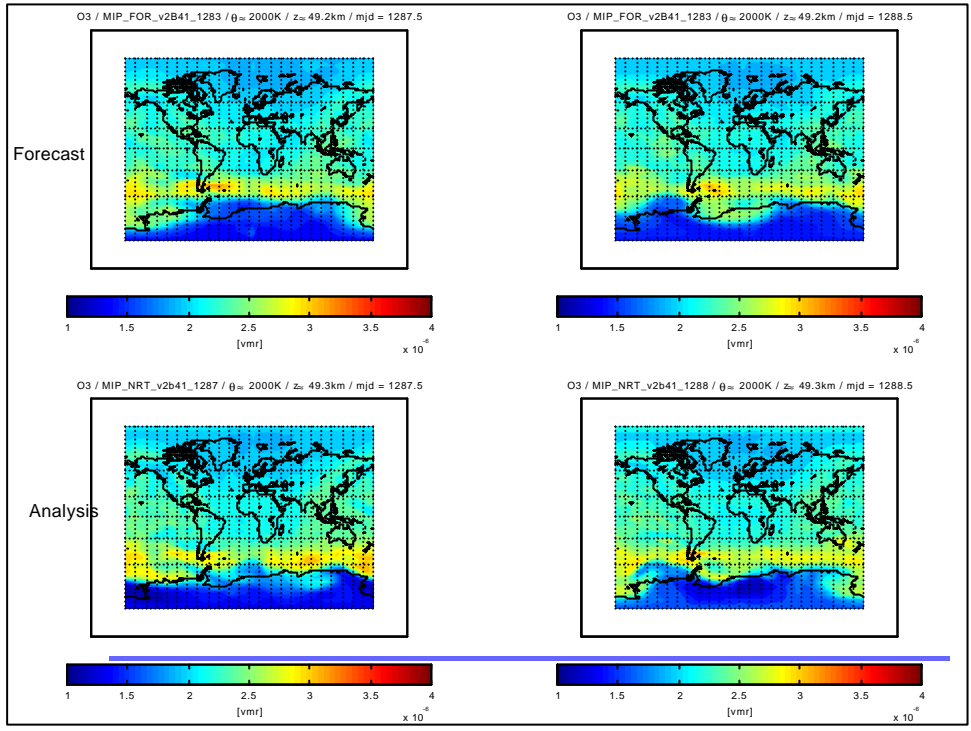 O3 / MIP_FOR_v2B41_1283 / θ≈ 2000K / z≈ 49.2km / mjd = 1287.5
O3 / MIP_FOR_v2B41_1283 / θ≈ 2000K / z≈ 49.2km / mjd = 1288.5
Forecast
1 1.5 2 2.5 3 3.5 4
[vmr]
x 10⁻⁶
1 1.5 2 2.5 3 3.5 4
[vmr]
x 10⁻⁶
O3 / MIP_NRT_v2b41_1287 / θ≈ 2000K / z≈ 49.3km / mjd = 1287.5
O3 / MIP_NRT_v2b41_1288 / θ≈ 2000K / z≈ 49.3km / mjd = 1288.5
Analysis
1 1.5 2 2.5 3 3.5 4
[vmr]
x 10⁻⁶
1 1.5 2 2.5 3 3.5 4
[vmr]
x 10⁻⁶